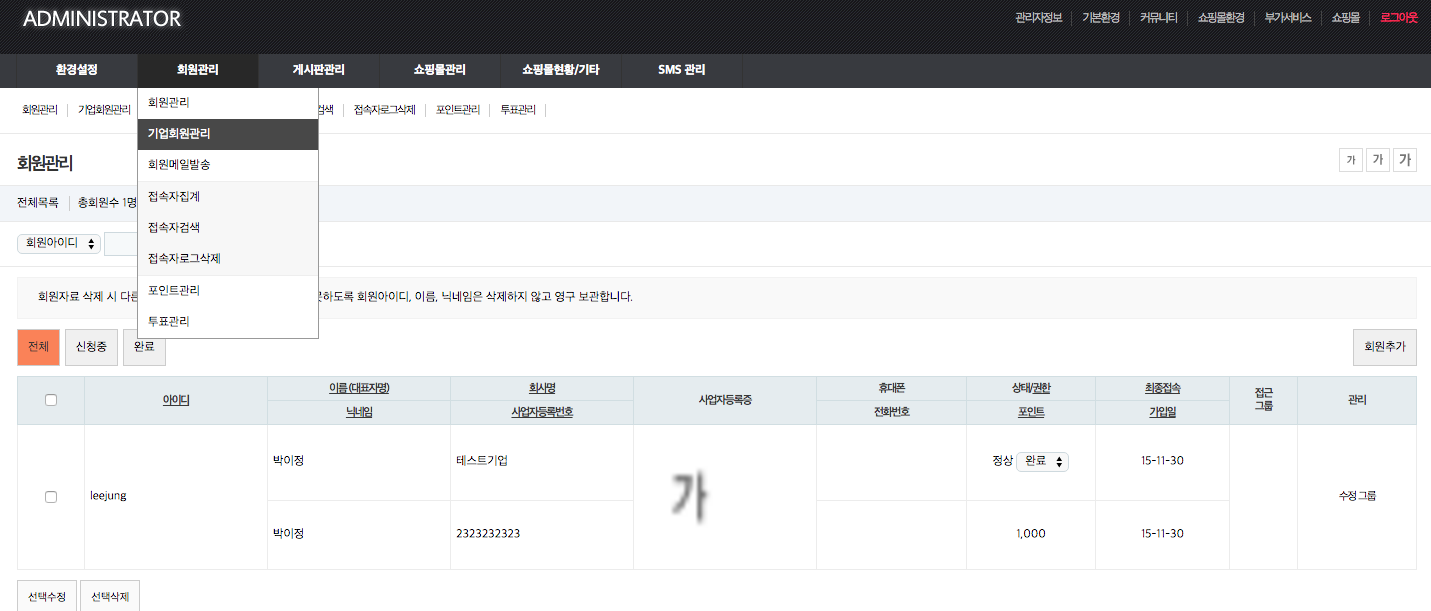 ADMINISTRATOR
관리자정보 기본환경 커뮤니티 쇼핑몰환경 부가서비스 쇼핑몰 로그아웃
환경설정 회원관리 게시판관리 쇼핑몰관리 쇼핑몰현황/기타 SMS 관리
회원관리 기업회원관리 검색 접속자로그삭제 포인트관리 투표관리
회원관리
기업회원관리
회원메일발송
접속자집계
접속자검색
접속자로그삭제
포인트관리
투표관리
회원관리
가 가 가
전체목록 총회원수 1명
회원아이디
회원자료 삭제 시 다른 못하도록 회원아이디, 이름, 닉네임은 삭제하지 않고 영구 보관합니다.
전체 신청중 완료 회원추가
아이디 이름 (대표자명) 회사명 사업자등록증 휴대폰 상태/권한 최종접속 접근 그룹 관리
닉네임 사업자등록번호 전화번호 포인트 가입일
leejung 박이정 테스트기업 가 정상 완료 15-11-30 수정 그룹
박이정 2323232323 1,000 15-11-30
선택수정 선택삭제